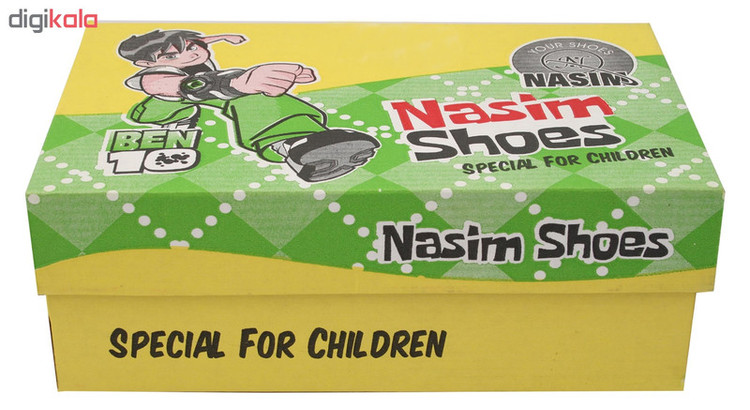 digikala
YOUR SHOES
NASIM
BEN
10
Nasim
Shoes
SPECIAL FOR CHILDREN
Nasim Shoes
SPECIAL FOR CHILDREN